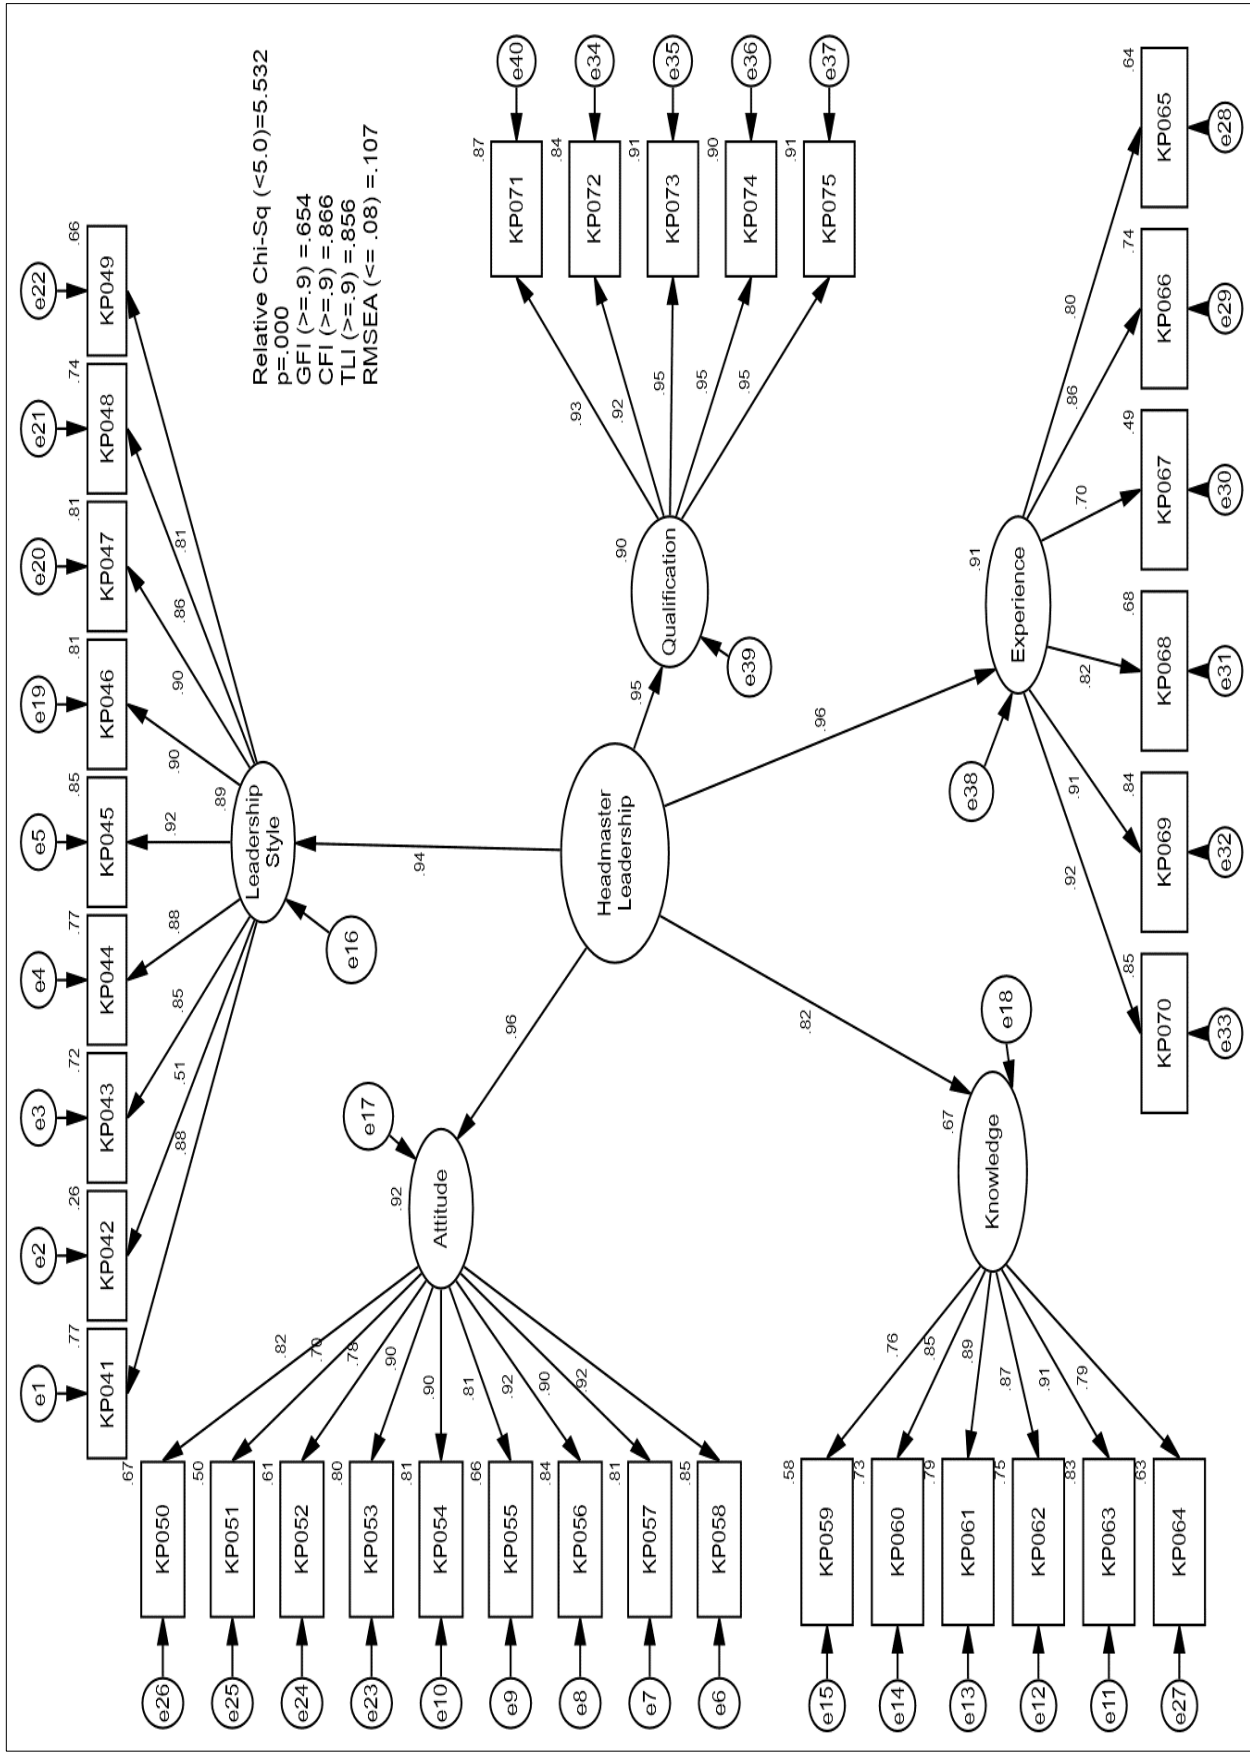 e1
e2
e3
e4
e5
e19
e20
e21
e22
KP041
KP042
KP043
KP044
KP045
KP046
KP047
KP048
KP049
.77
.26
.72
.77
.85
.81
.81
.74
.66
.88
.51
.85
.88
.92
.90
.90
.86
.81
Leadership
Style
.89
e16
.94
Relative Chi-Sq (<5.0)=5.532
p=.000
GFI (>=.9) =.654
CFI (>=.9) =.866
TLI (>=.9) =.856
RMSEA (<= .08) =.107
e26
e25
e24
e23
e10
e9
e8
e7
e6
KP050
KP051
KP052
KP053
KP054
KP055
KP056
KP057
KP058
.67
.50
.61
.80
.81
.66
.84
.81
.85
.82
.70
.78
.90
.90
.81
.92
.90
.92
Attitude
.92
e17
.96
Headmaster
Leadership
.95
Qualification
.90
e39
.93
.92
.95
.95
.95
KP071
KP072
KP073
KP074
KP075
.87
.84
.91
.90
.91
e40
e34
e35
e36
e37
.82
.96
e15
e14
e13
e12
e11
e27
KP059
KP060
KP061
KP062
KP063
KP064
.58
.73
.79
.75
.83
.63
.76
.85
.89
.87
.91
.79
Knowledge
.67
e18
Experience
.91
e38
.92
.91
.82
.70
.86
.80
KP070
KP069
KP068
KP067
KP066
KP065
.85
.84
.68
.49
.74
.64
e33
e32
e31
e30
e29
e28